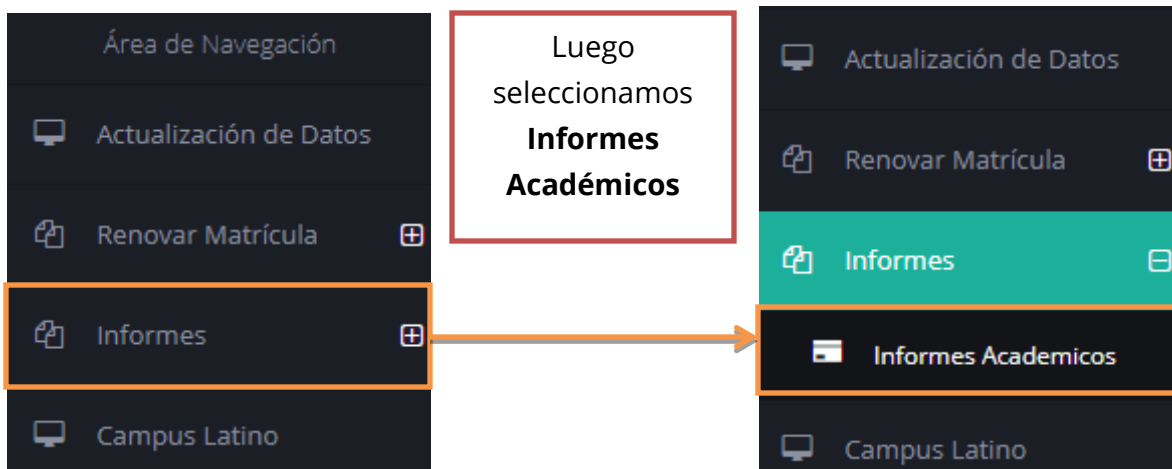 Área de Navegación
Actualización de Datos
Renovar Matrícula
Informes
Campus Latino
Luego
seleccionamos
Informes
Académicos
Actualización de Datos
Renovar Matrícula
Informes
Informes Academicos
Campus Latino